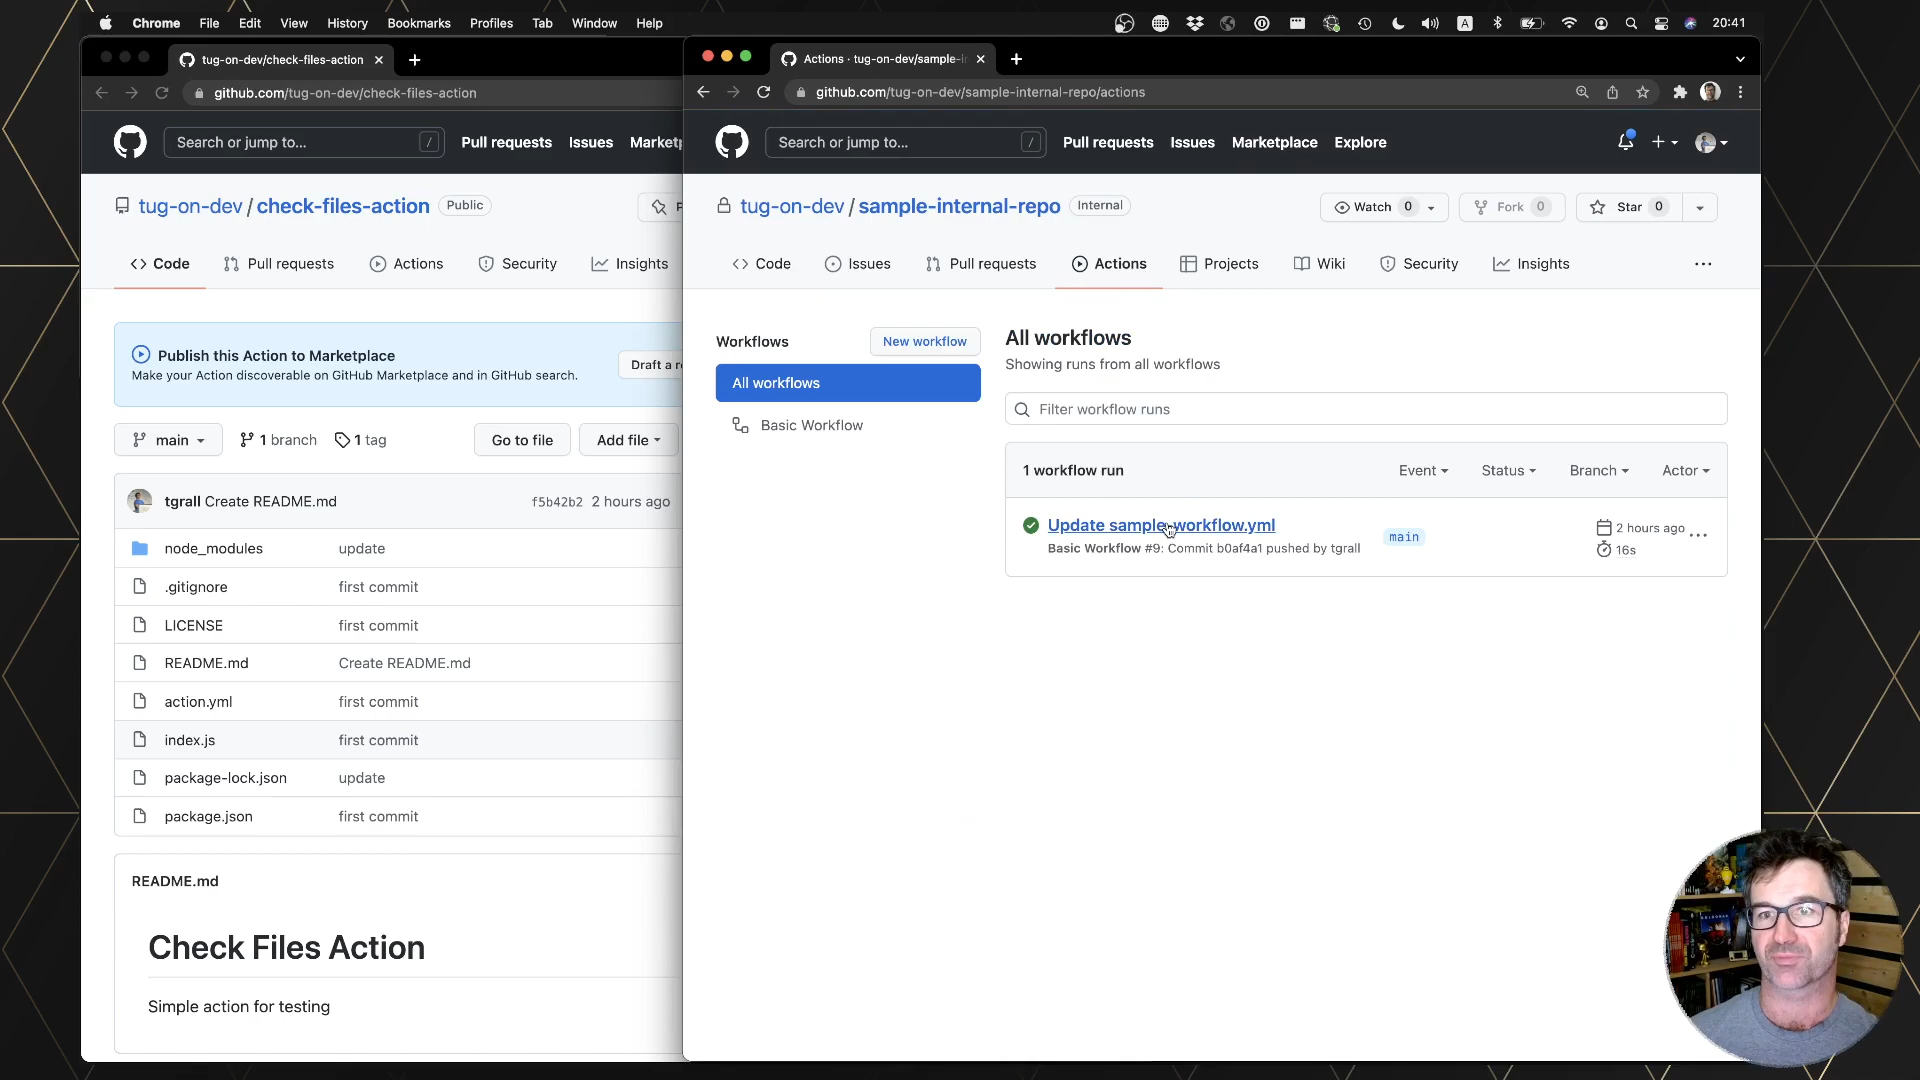 Chrome File Edit View History Bookmarks Profiles Tab Window Help
A
20:41
tug-on-dev/check-files-action
github.com/tug-on-dev/check-files-action
Search or jump to... /
Pull requests Issues Marketp
tug-on-dev / check-files-action Public
Code Pull requests Actions Security Insights
Publish this Action to Marketplace
Make your Action discoverable on GitHub Marketplace and in GitHub search.
Draft a re
main 1 branch 1 tag Go to file Add file
tgrall Create README.md f5b42b2 2 hours ago
node_modules update
.gitignore first commit
LICENSE first commit
README.md Create README.md
action.yml first commit
index.js first commit
package-lock.json update
package.json first commit
README.md
Check Files Action
Simple action for testing
Actions · tug-on-dev/sample-i
github.com/tug-on-dev/sample-internal-repo/actions
Search or jump to... /
Pull requests Issues Marketplace Explore
tug-on-dev / sample-internal-repo Internal
Watch 0 Fork 0 Star 0
Code Issues Pull requests Actions Projects Wiki Security Insights
Workflows New workflow
All workflows
Basic Workflow
All workflows
Showing runs from all workflows
Filter workflow runs
1 workflow run Event Status Branch Actor
Update sample-workflow.yml
Basic Workflow #9: Commit b0af4a1 pushed by tgrall
main
2 hours ago
16s